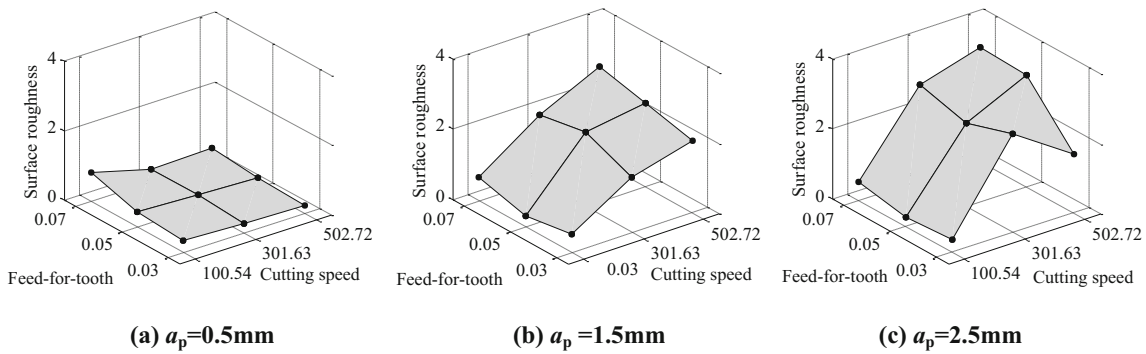 Surface roughness
4
2
0
0.07
0.05
0.03
Feed-for-tooth
100.54
301.63
502.72
Cutting speed
(a) aₚ=0.5mm
Surface roughness
4
2
0
0.07
0.05
0.03
Feed-for-tooth
0.03
301.63
502.72
Cutting speed
(b) aₚ =1.5mm
Surface roughness
4
2
0
0.07
0.05
0.03
Feed-for-tooth
100.54
301.63
502.72
Cutting speed
(c) aₚ=2.5mm